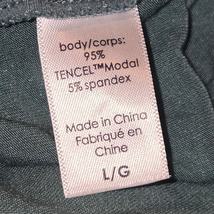 body/corps:
95%
TENCEL™Modal
5% spandex
Made in China
Fabriqué en
Chine
L/G